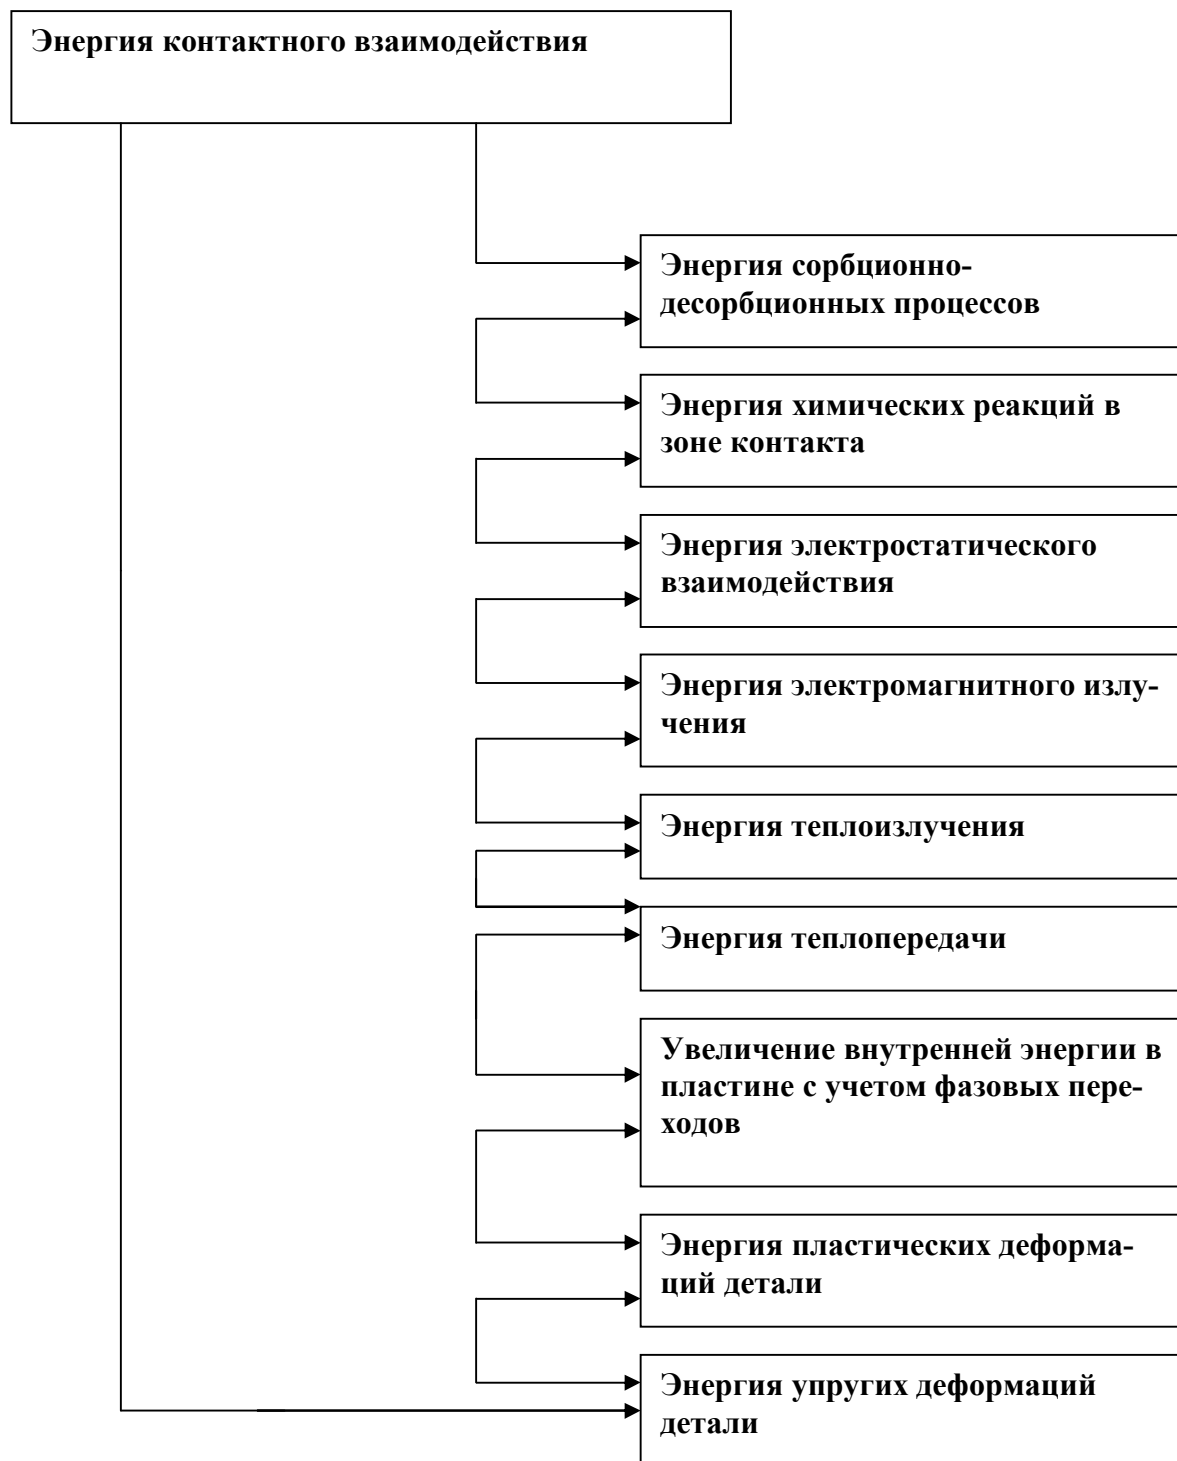 Энергия контактного взаимодействия
Энергия сорбционно-
десорбционных процессов
Энергия химических реакций в
зоне контакта
Энергия электростатического
взаимодействия
Энергия электромагнитного излу-
чения
Энергия теплоизлучения
Энергия теплопередачи
Увеличение внутренней энергии в
пластине с учетом фазовых пере-
ходов
Энергия пластических деформа-
ций детали
Энергия упругих деформаций
детали